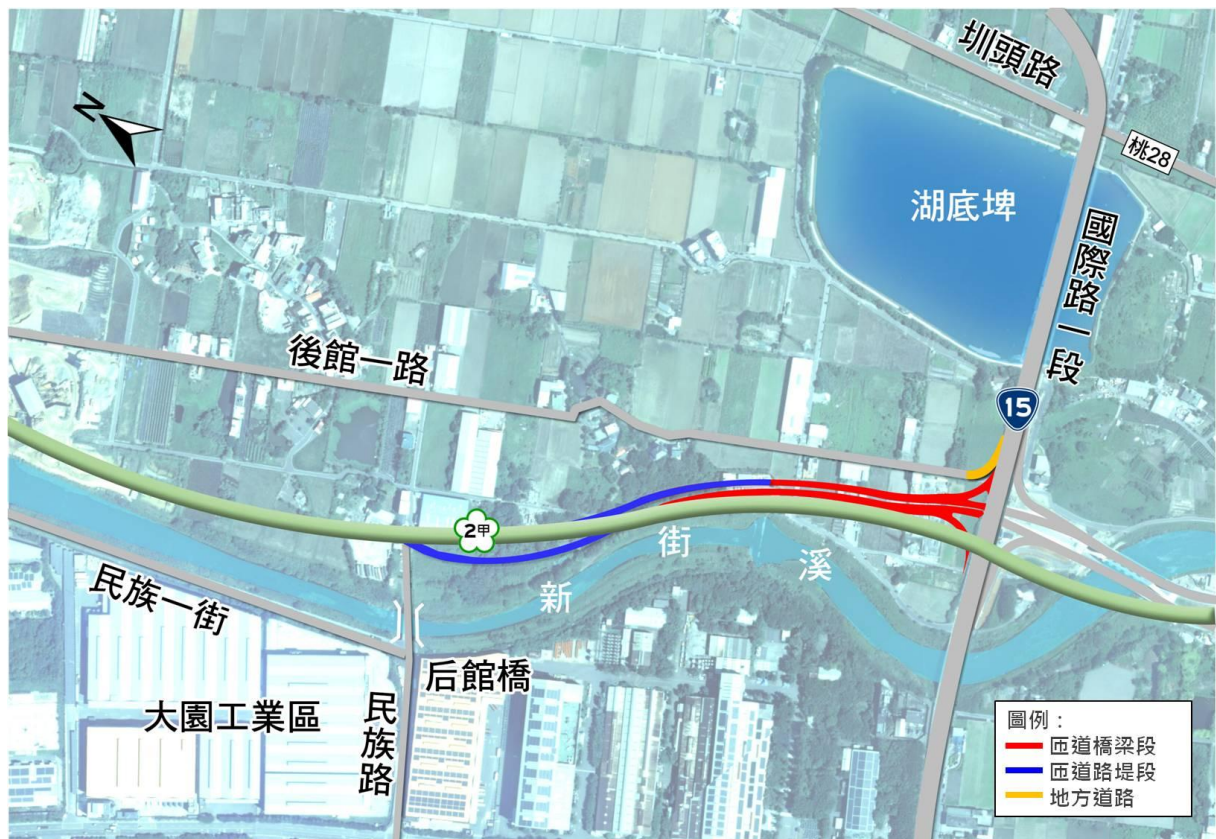 圳頭路
N
桃28
湖底埤
國際路一段
後館一路
15
2甲
街
溪
新
民族一街
后館橋
大園工業區
民族路
圖例：
匝道橋梁段
匝道路堤段
地方道路